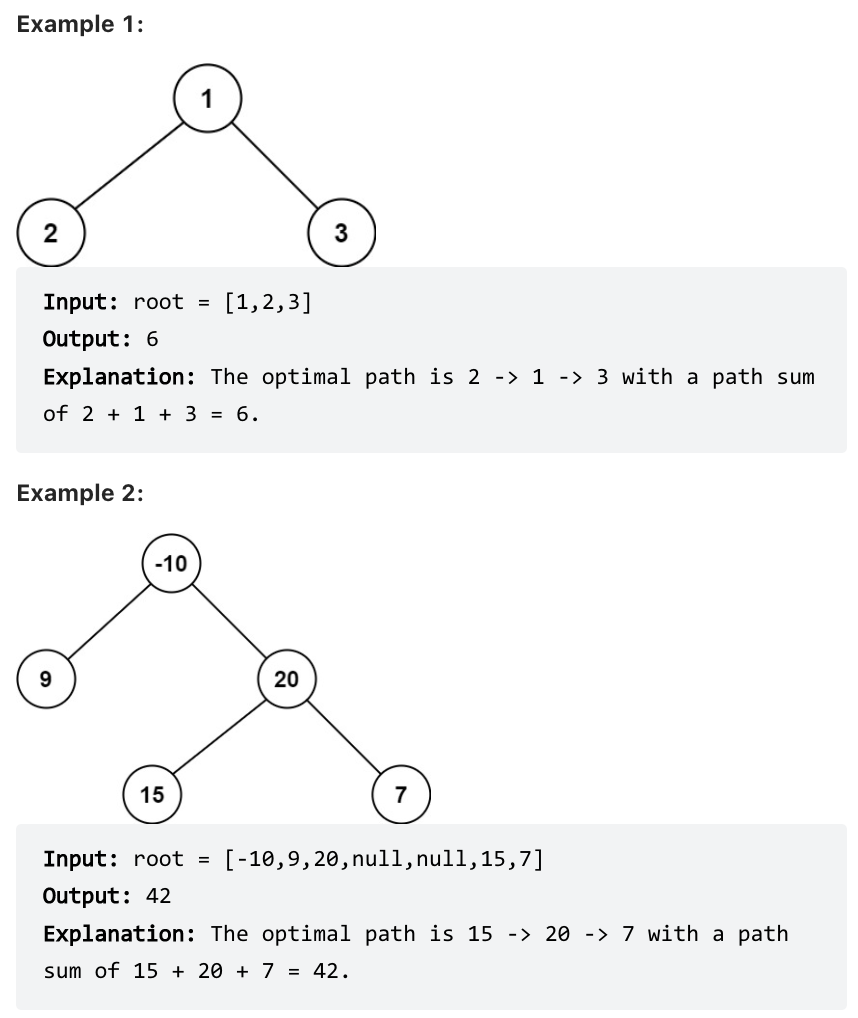 Example 1:
1
2
3
Input: root = [1,2,3]
Output: 6
Explanation: The optimal path is 2 -> 1 -> 3 with a path sum
of 2 + 1 + 3 = 6.
Example 2:
-10
9
20
15
7
Input: root = [-10,9,20,null,null,15,7]
Output: 42
Explanation: The optimal path is 15 -> 20 -> 7 with a path
sum of 15 + 20 + 7 = 42.